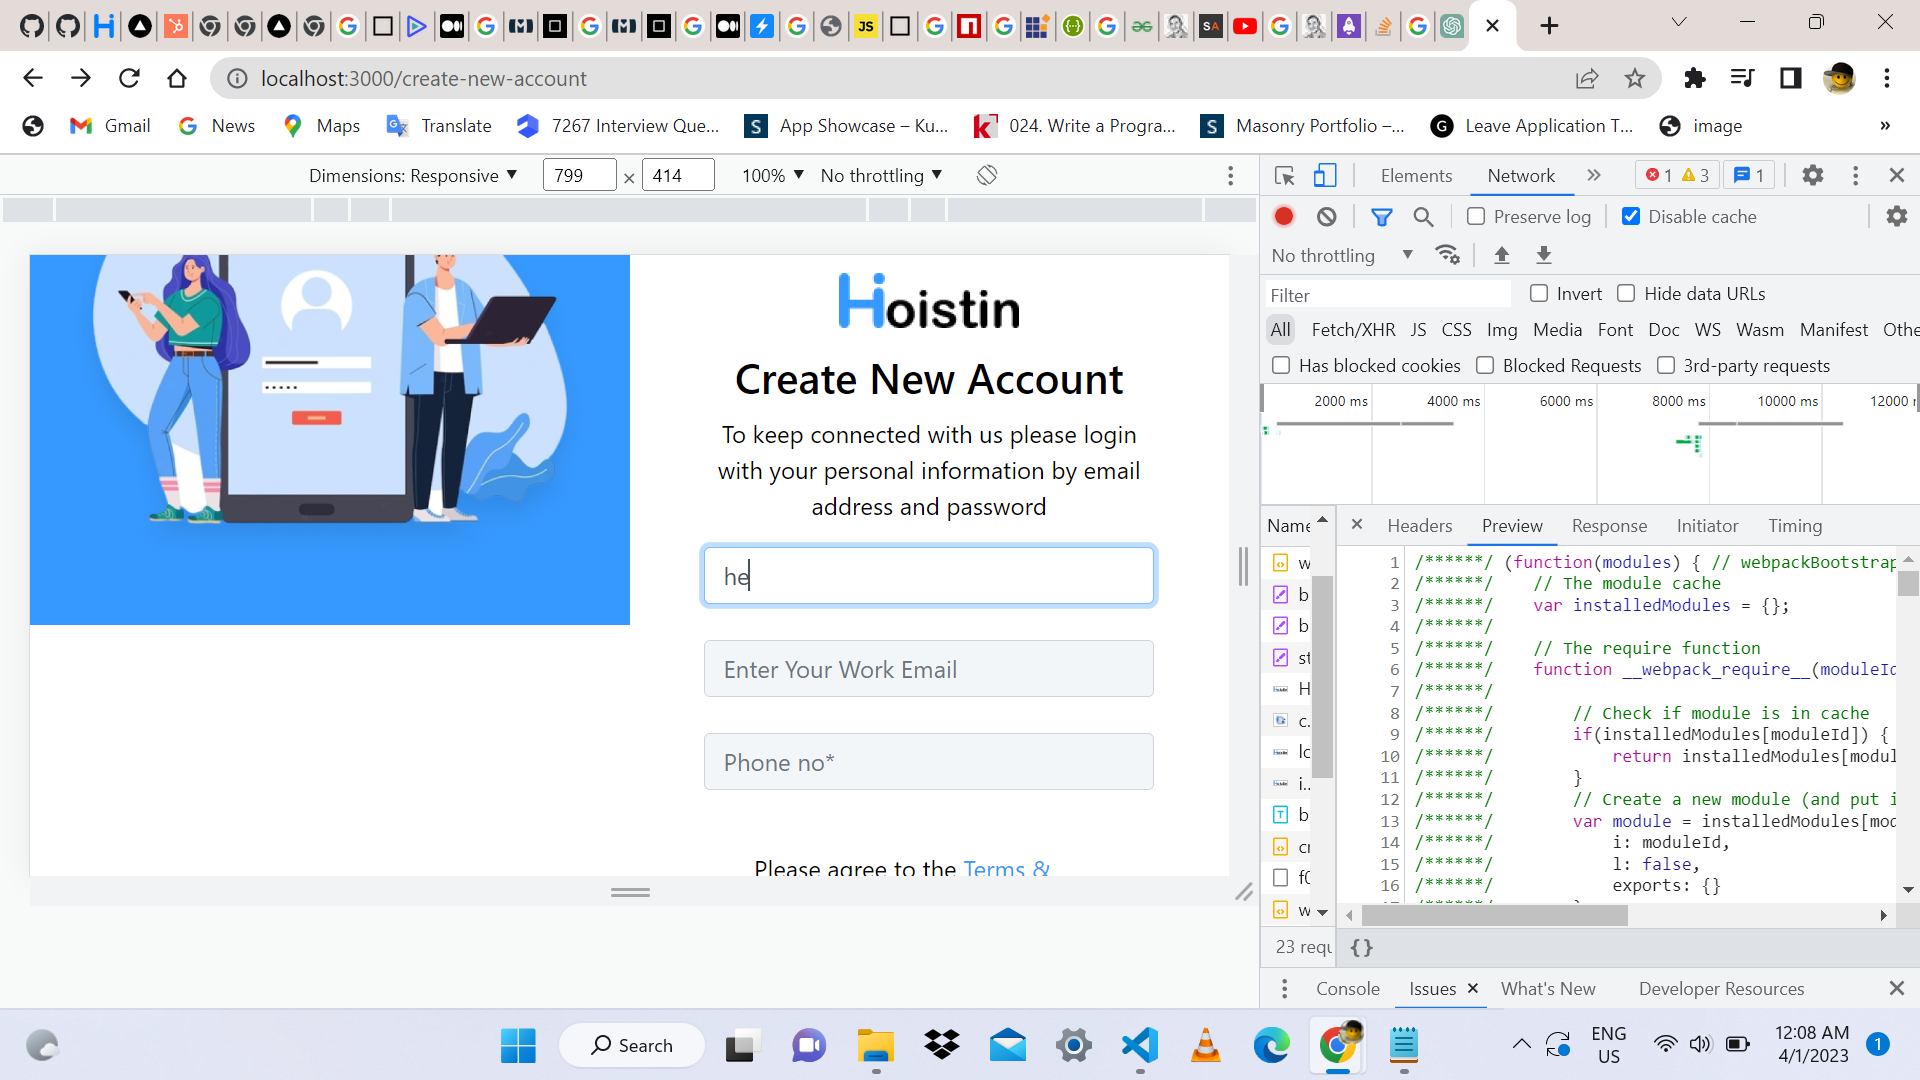 JS
SA
localhost:3000/create-new-account
Gmail
News
Maps
Translate
7267 Interview Que...
App Showcase – Ku...
024. Write a Progra...
Masonry Portfolio –...
Leave Application T...
image
»
Dimensions: Responsive
799 × 414
100%
No throttling
Elements
Network
»
1
3
1
Preserve log
Disable cache
No throttling
Filter
Invert
Hide data URLs
All
Fetch/XHR
JS
CSS
Img
Media
Font
Doc
WS
Wasm
Manifest
Othe
Has blocked cookies
Blocked Requests
3rd-party requests
2000 ms
4000 ms
6000 ms
8000 ms
10000 ms
12000
Hoistin
Create New Account
To keep connected with us please login
with your personal information by email
address and password
he
Enter Your Work Email
Phone no*
Please agree to the Terms &
Name
w
b
b
st
H
c.
lc
i..
b
cr
f0
w
23 requ
Headers
Preview
Response
Initiator
Timing
1 /******/ (function(modules) { // webpackBootstrap
2 /******/ // The module cache
3 /******/ var installedModules = {};
4 /******/
5 /******/ // The require function
6 /******/ function __webpack_require__(moduleId
7 /******/
8 /******/ // Check if module is in cache
9 /******/ if(installedModules[moduleId]) {
10 /******/ return installedModules[modul
11 /******/ }
12 /******/ // Create a new module (and put i
13 /******/ var module = installedModules[mod
14 /******/ i: moduleId,
15 /******/ l: false,
16 /******/ exports: {}
{}
Console
Issues
What's New
Developer Resources
Search
ENG
US
12:08 AM
4/1/2023
1